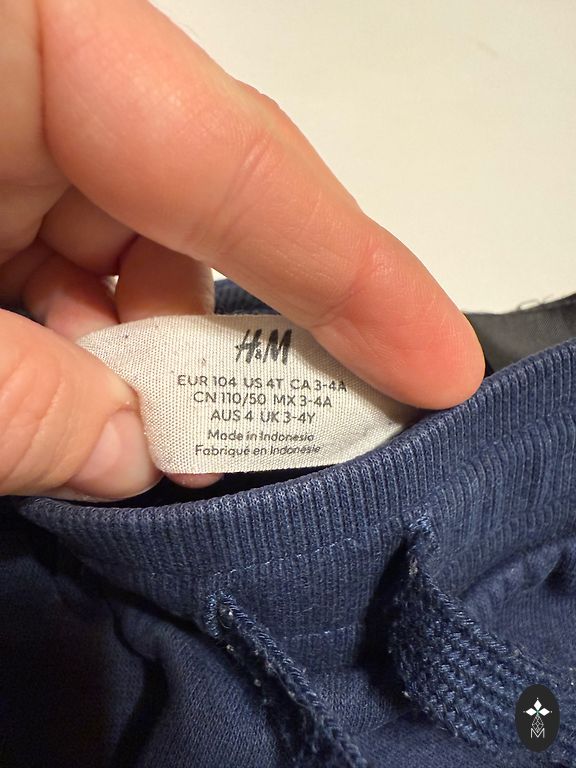 H&M
EUR 104 US 4T CA 3-4A
CN 110/50 MX 3-4A
AUS 4 UK 3-4Y
Made in Indonesia
Fabriqué en Indonésie
M